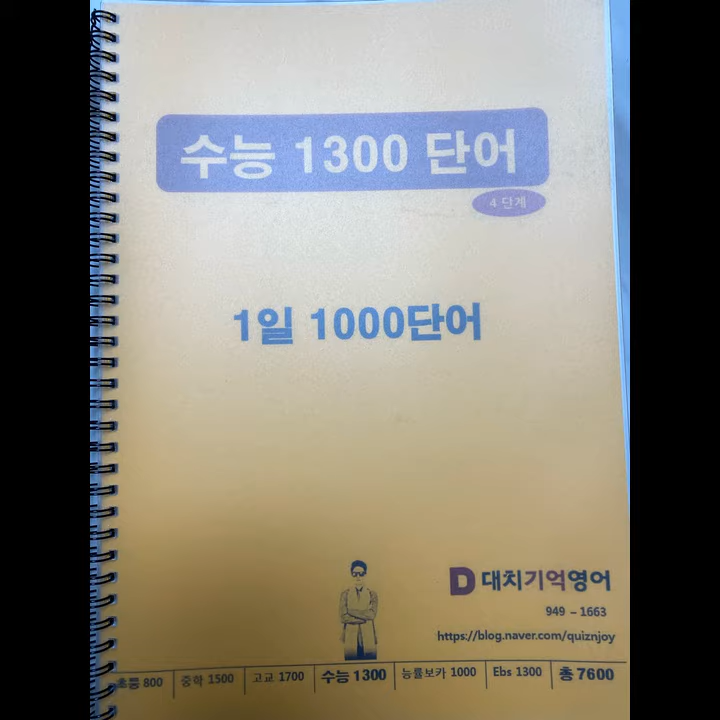 수능 1300 단어
4 단계
1일 1000단어
D 대치기억영어
949 – 1663
https://blog.naver.com/quiznjoy
초등 800 중학 1500 고교 1700 수능 1300 능률보카 1000 Ebs 1300 총 7600